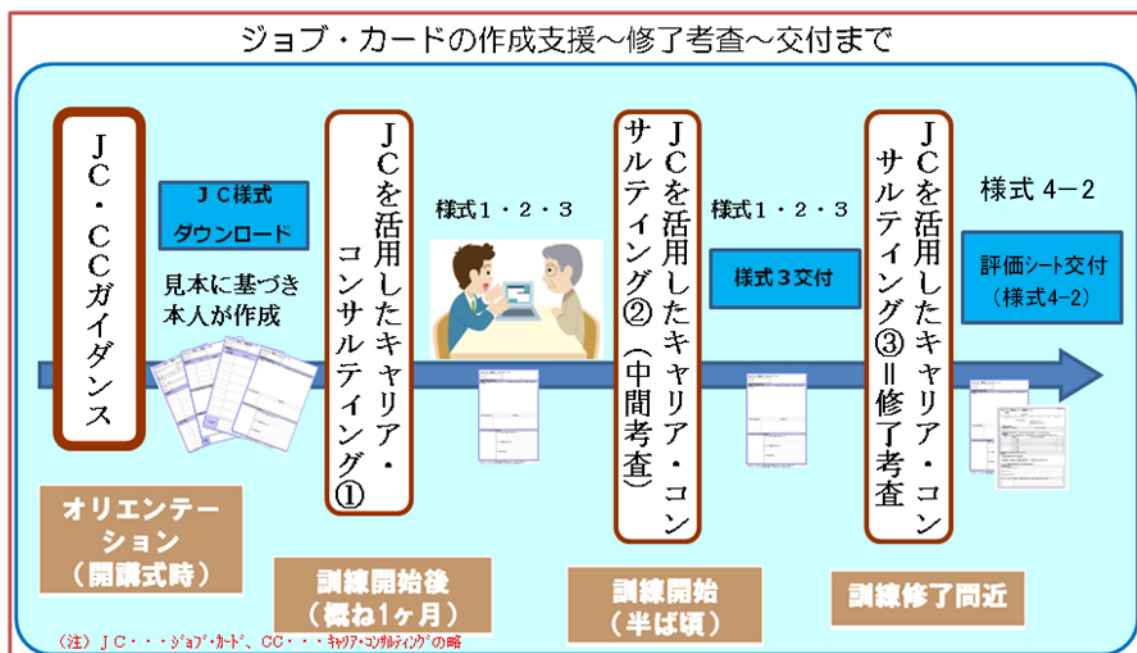 ジョブ・カードの作成支援～修了考査～交付まで
JC・CCガイダンス
JC様式
ダウンロード
見本に基づき
本人が作成
JCを活用したキャリア・
コンサルティング①
様式1・2・3
JCを活用したキャリア・コン
サルティング②(中間考査)
様式1・2・3
様式3交付
JCを活用したキャリア・コン
サルティング③＝修了考査
様式 4－2
評価シート交付
(様式4-2)
オリエンテー
ション
(開講式時)
訓練開始後
(概ね1ヶ月)
訓練開始
(半ば頃)
訓練修了間近
(注) JC・・・ジョブ・カード、CC・・・キャリア・コンサルティングの略